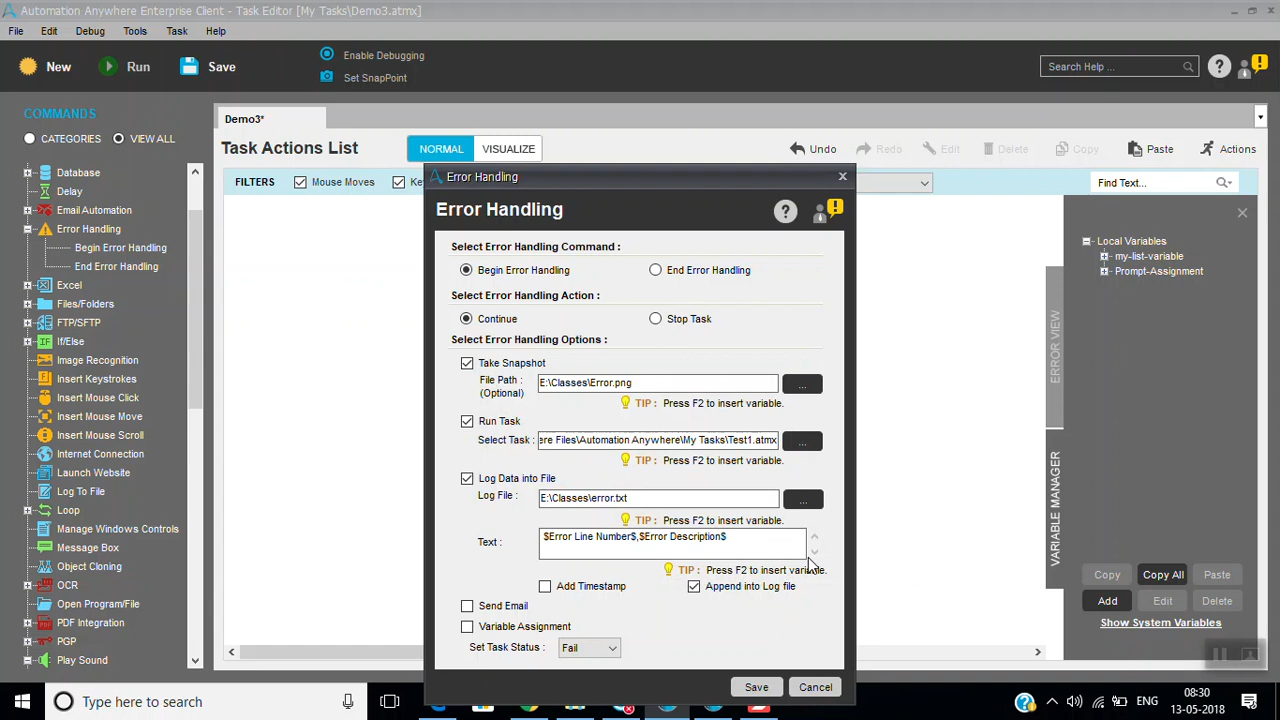 Automation Anywhere Enterprise Client - Task Editor [My Tasks\Demo3.atmx]
File Edit Debug Tools Task Help
New Run Save
Enable Debugging
Set SnapPoint
Search Help ...
COMMANDS
CATEGORIES VIEW ALL
Database
Delay
Email Automation
Error Handling
Begin Error Handling
End Error Handling
Excel
Files/Folders
FTP/SFTP
If/Else
Image Recognition
Insert Keystrokes
Insert Mouse Click
Insert Mouse Move
Insert Mouse Scroll
Internet Connection
Launch Website
Log To File
Loop
Manage Windows Controls
Message Box
Object Cloning
OCR
Open Program/File
PDF Integration
PGP
Play Sound
Demo3*
Task Actions List
NORMAL VISUALIZE
Undo Redo Edit Delete Copy Paste Actions
FILTERS Mouse Moves
Find Text...
Error Handling
Error Handling
Select Error Handling Command :
Begin Error Handling End Error Handling
Select Error Handling Action :
Continue Stop Task
Select Error Handling Options :
Take Snapshot
File Path : E:\Classes\Error.png ...
(Optional)
TIP : Press F2 to insert variable.
Run Task
Select Task : ere Files\Automation Anywhere\My Tasks\Test1.atmx ...
TIP : Press F2 to insert variable.
Log Data into File
Log File : E:\Classes\error.txt ...
TIP : Press F2 to insert variable.
Text : $Error Line Number$,$Error Description$
TIP : Press F2 to insert variable.
Add Timestamp Append into Log file
Send Email
Variable Assignment
Set Task Status : Fail
Save Cancel
ERROR VIEW
VARIABLE MANAGER
Local Variables
my-list-variable
Prompt-Assignment
Copy Copy All Paste
Add Edit Delete
Show System Variables
Type here to search
ENG
08:30
13-05-2018